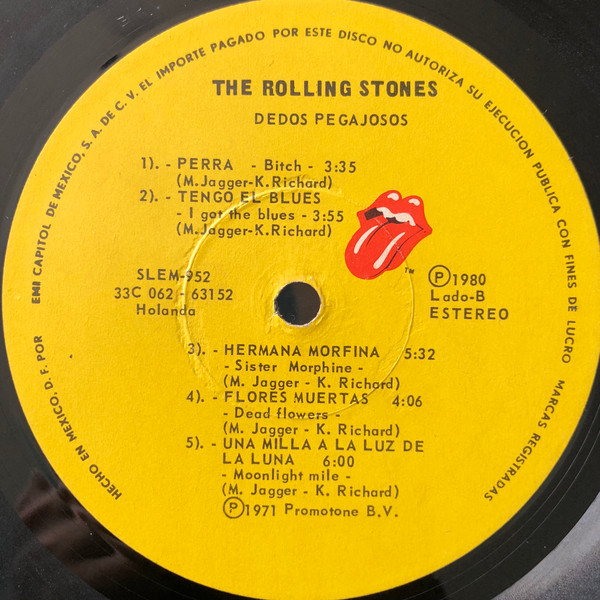 HECHO EN MEXICO, D. F. POR EMI CAPITOL DE MEXICO, S. A. DE C. V. EL IMPORTE PAGADO POR ESTE DISCO NO AUTORIZA SU EJECUCION PUBLICA CON FINES DE LUCRO MARCAS REGISTRADAS
THE ROLLING STONES
DEDOS PEGAJOSOS
1). - PERRA - Bitch - 3:35
(M. Jagger-K. Richard)
2). - TENGO EL BLUES
- I got the blues - 3:55
(M. Jagger-K. Richard)
TM
SLEM-952
33C 062 - 63152
Holanda
Ⓟ1980
Lado-B
ESTEREO
3). - HERMANA MORFINA 5:32
- Sister Morphine -
(M. Jagger - K. Richard)
4). - FLORES MUERTAS 4:06
- Dead flowers -
(M. Jagger - K. Richard)
5). - UNA MILLA A LA LUZ DE
LA LUNA 6:00
- Moonlight mile -
(M. Jagger - K. Richard)
Ⓟ1971 Promotone B.V.